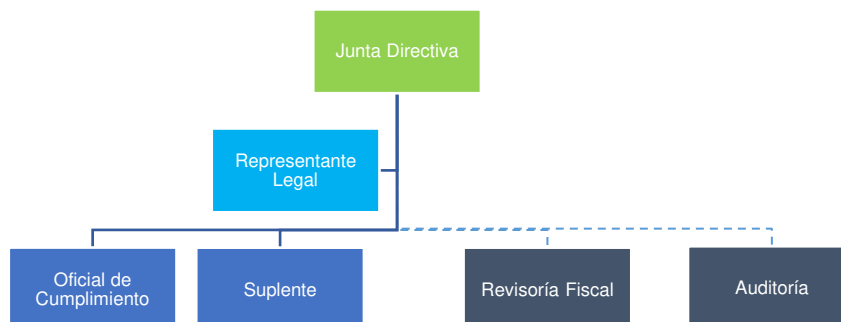 Junta Directiva
Representante
Legal
Oficial de
Cumplimiento
Suplente
Revisoría Fiscal
Auditoría